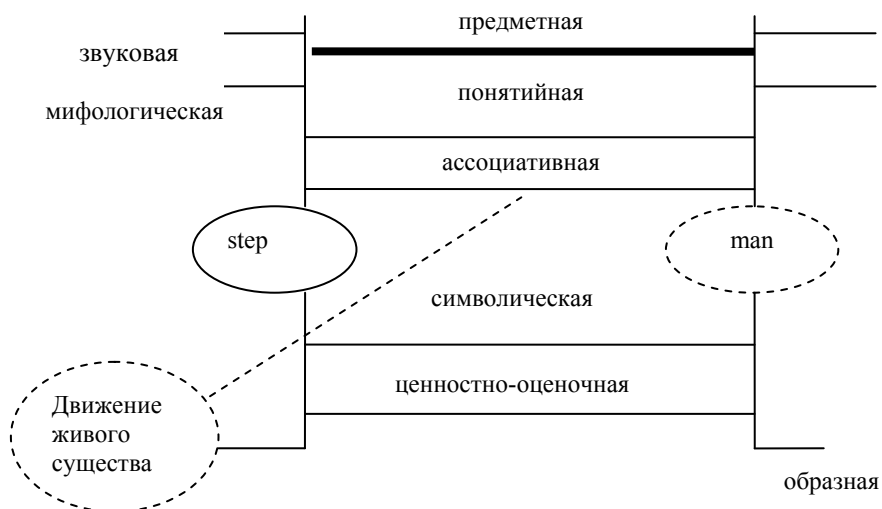 предметная
звуковая
понятийная
мифологическая
ассоциативная
step
man
символическая
ценностно-оценочная
Движение
живого
существа
образная